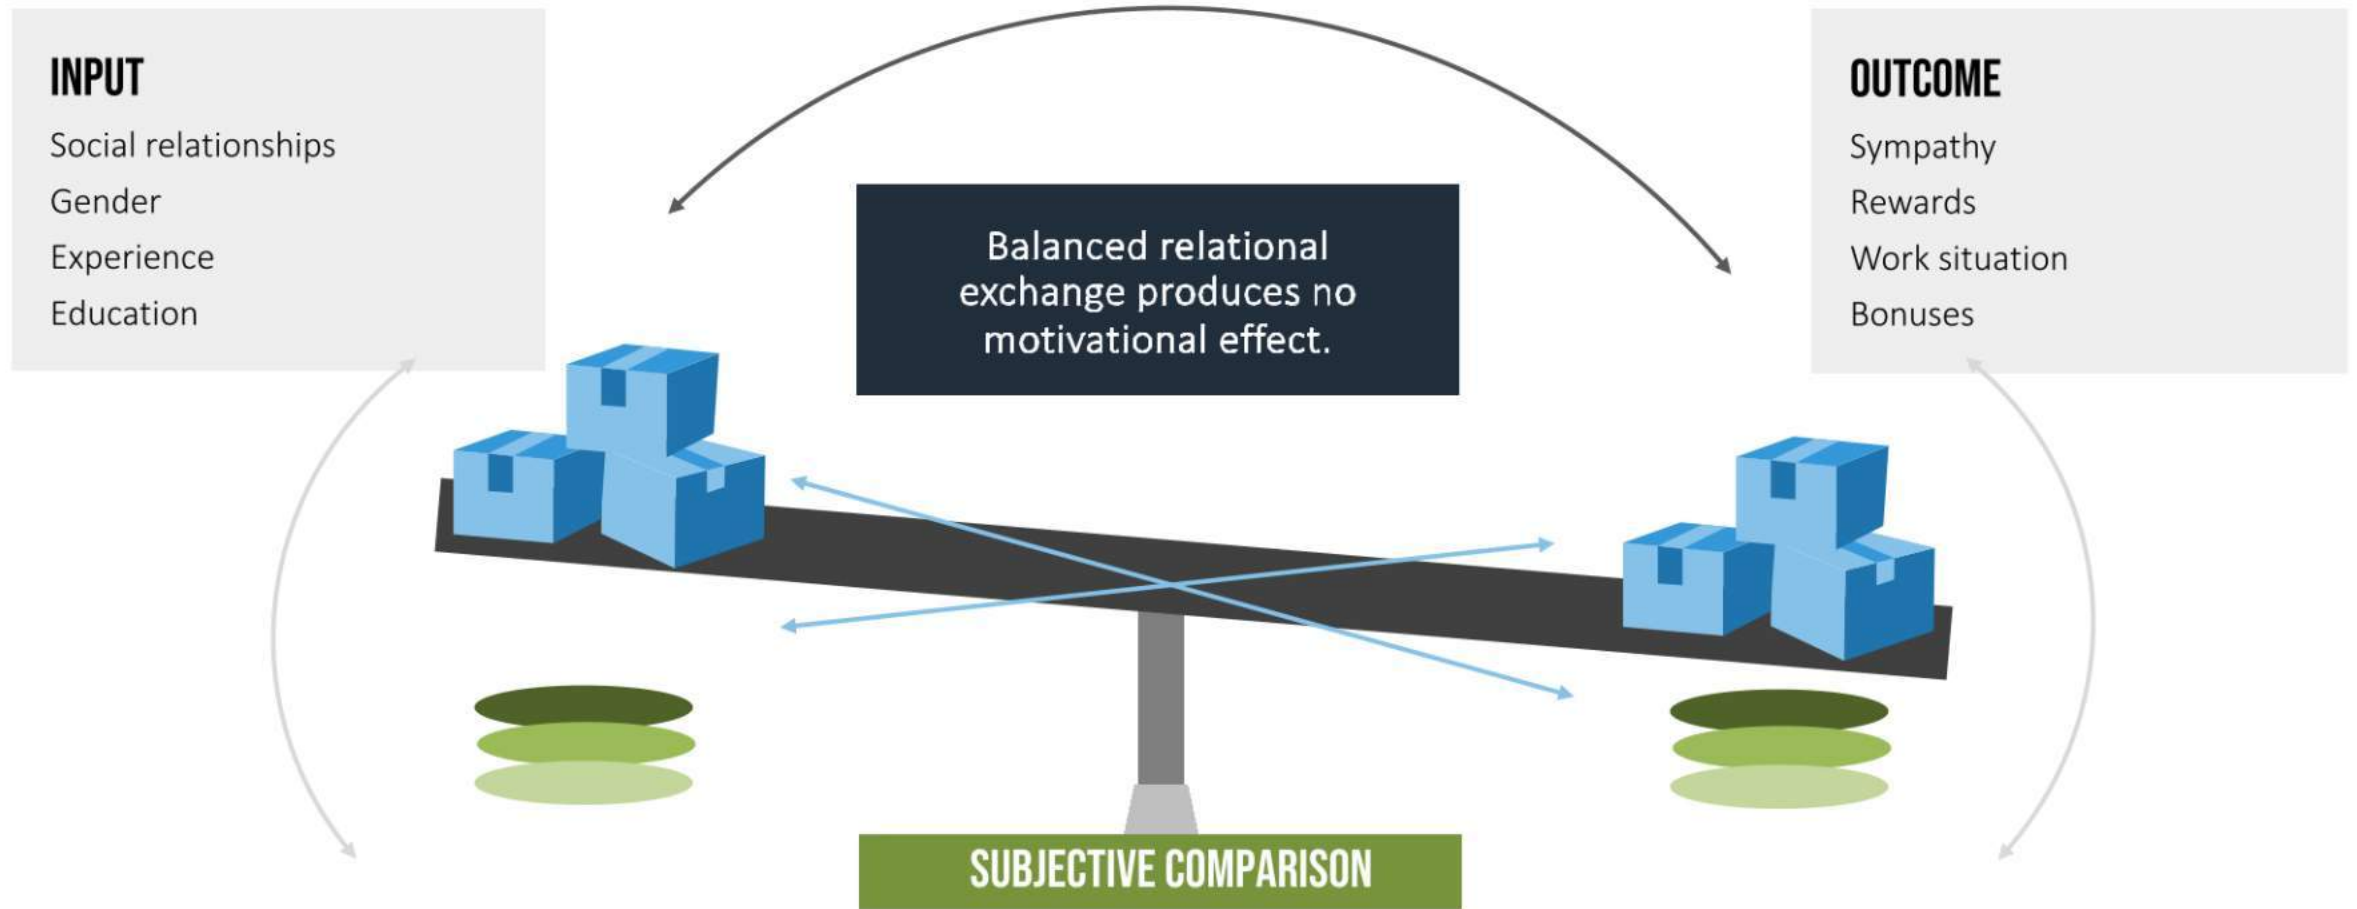 INPUT
Social relationships
Gender
Experience
Education
Balanced relational
exchange produces no
motivational effect.
OUTCOME
Sympathy
Rewards
Work situation
Bonuses
SUBJECTIVE COMPARISON